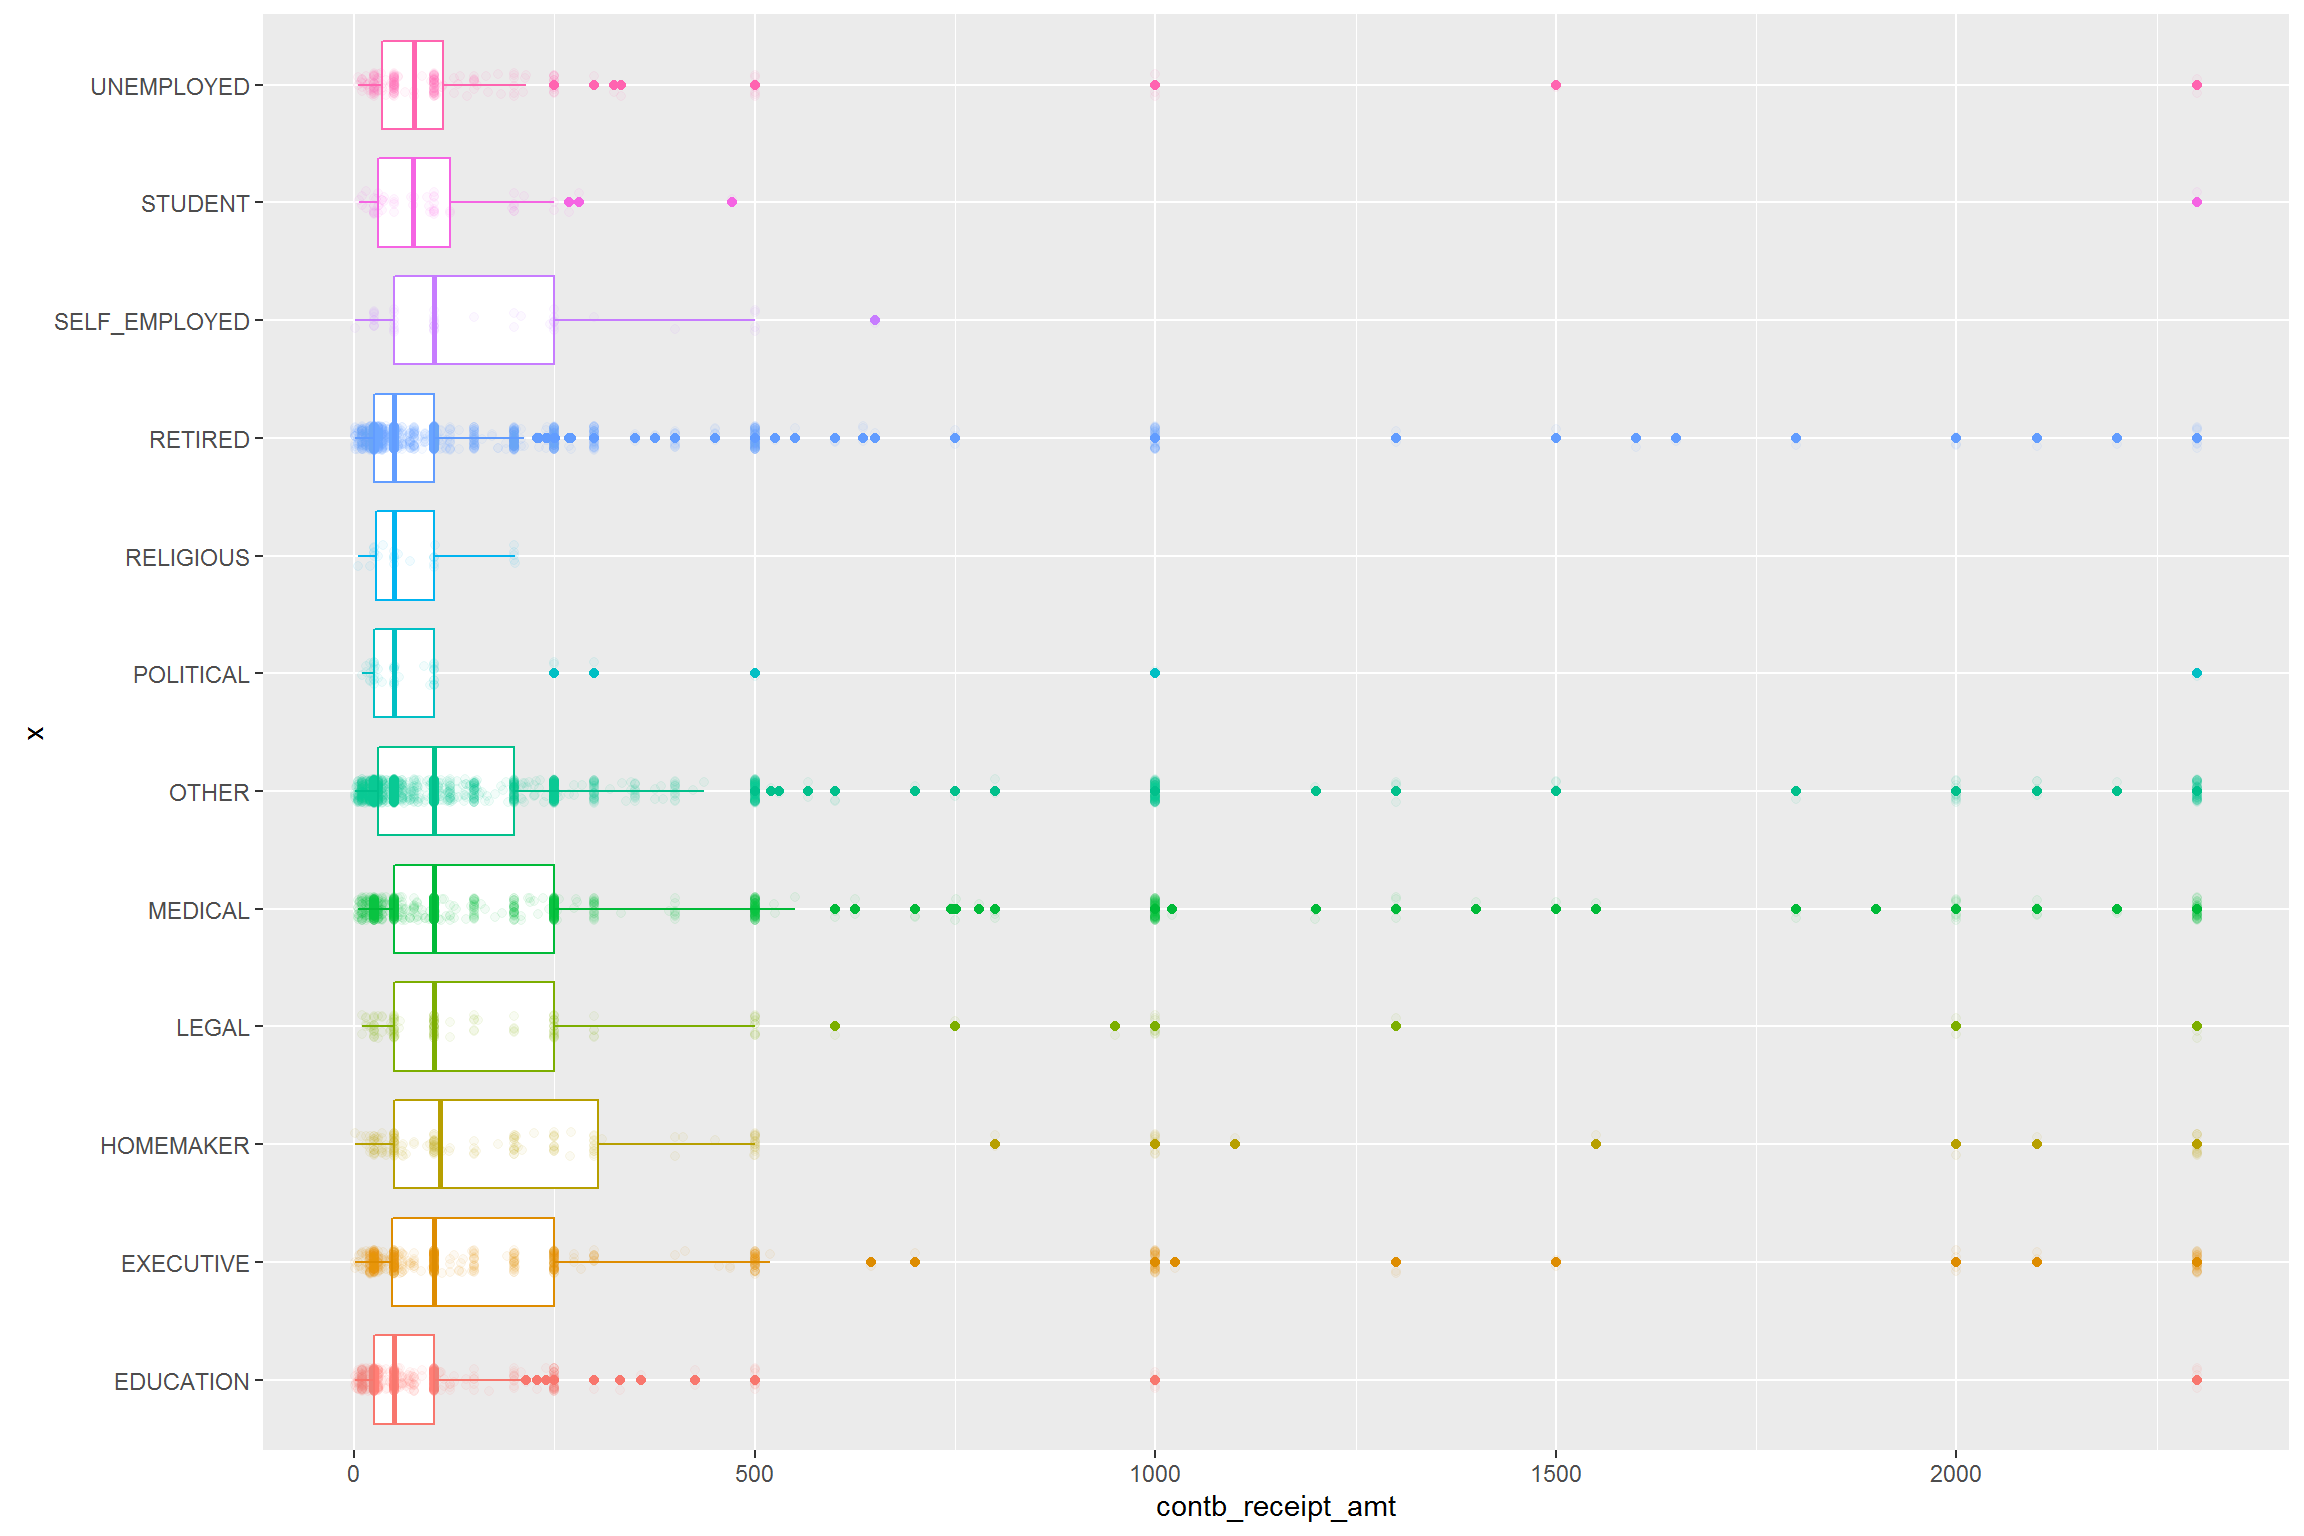 UNEMPLOYED
STUDENT
SELF_EMPLOYED
RETIRED
RELIGIOUS
POLITICAL
OTHER
MEDICAL
LEGAL
HOMEMAKER
EXECUTIVE
EDUCATION
x
0 500 1000 1500 2000
contb_receipt_amt